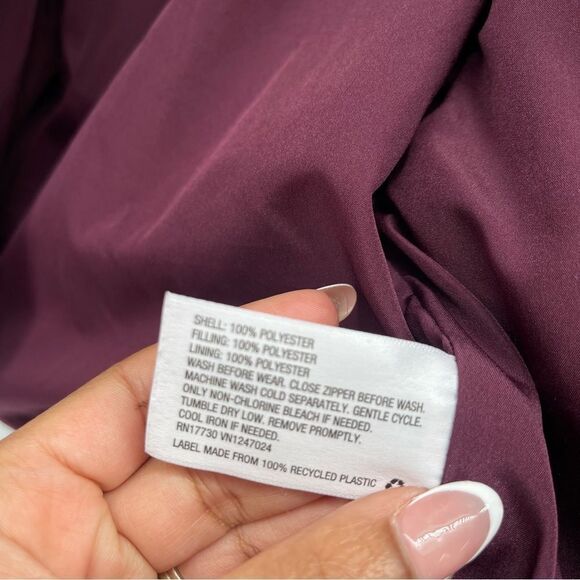 SHELL: 100% POLYESTER
FILLING: 100% POLYESTER
LINING: 100% POLYESTER
WASH BEFORE WEAR. CLOSE ZIPPER BEFORE WASH.
MACHINE WASH COLD SEPARATELY. GENTLE CYCLE.
ONLY NON-CHLORINE BLEACH IF NEEDED.
TUMBLE DRY LOW. REMOVE PROMPTLY.
COOL IRON IF NEEDED.
RN17730 VN1247024
LABEL MADE FROM 100% RECYCLED PLASTIC